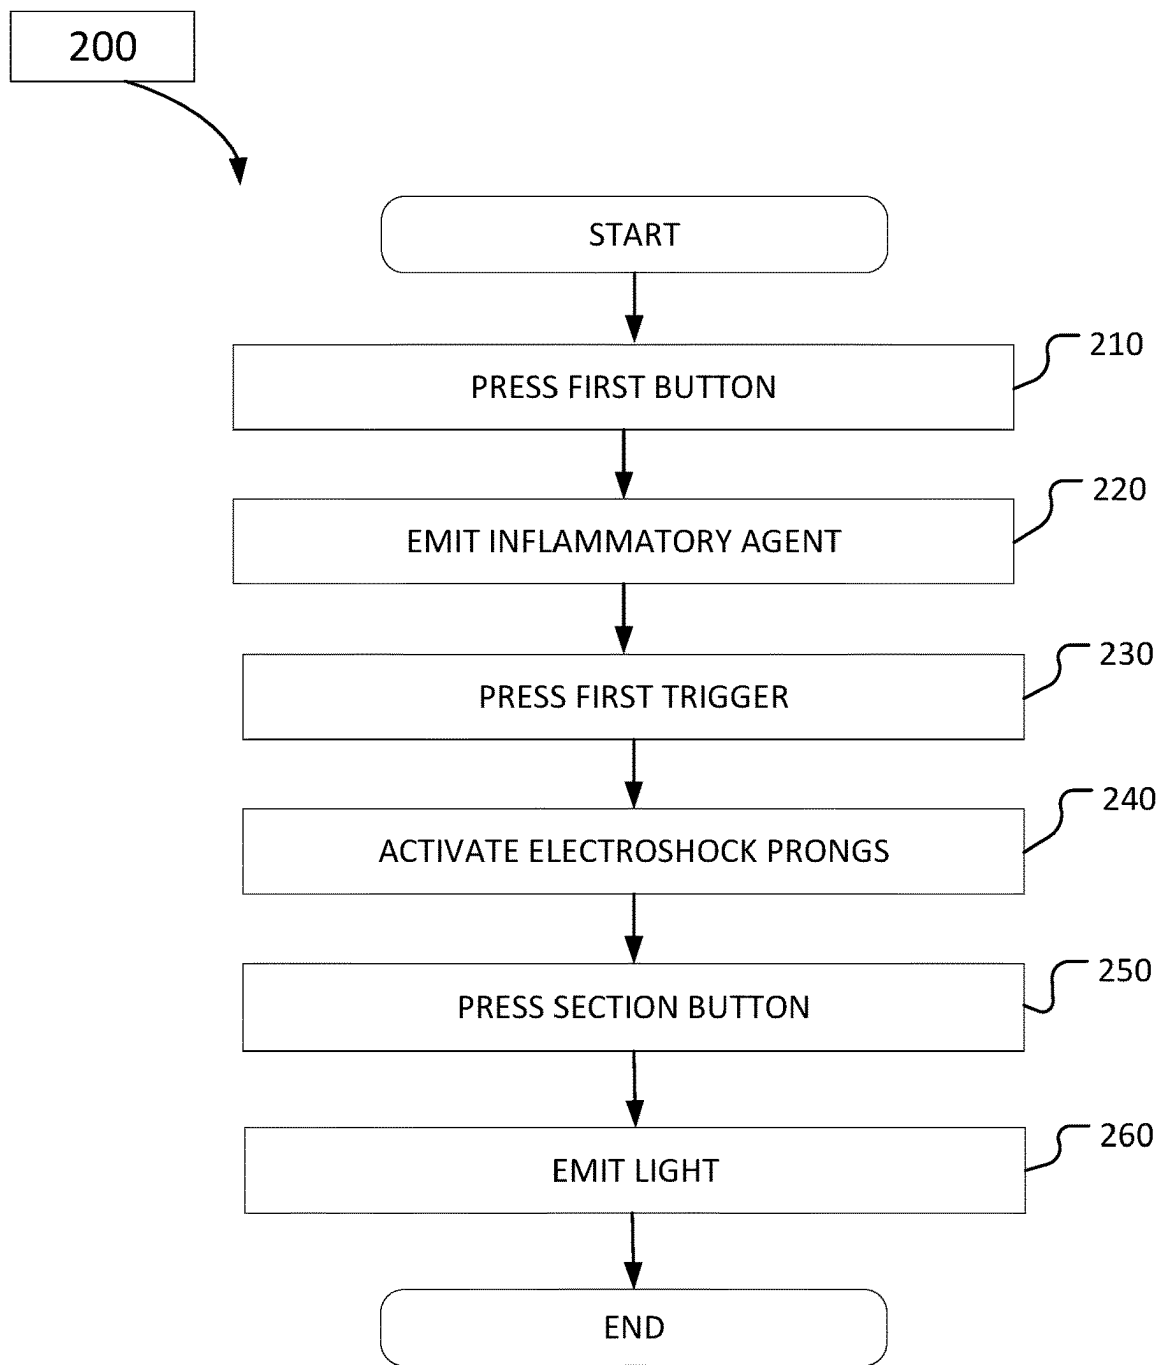 200
START
PRESS FIRST BUTTON
210
EMIT INFLAMMATORY AGENT
220
PRESS FIRST TRIGGER
230
ACTIVATE ELECTROSHOCK PRONGS
240
PRESS SECTION BUTTON
250
EMIT LIGHT
260
END